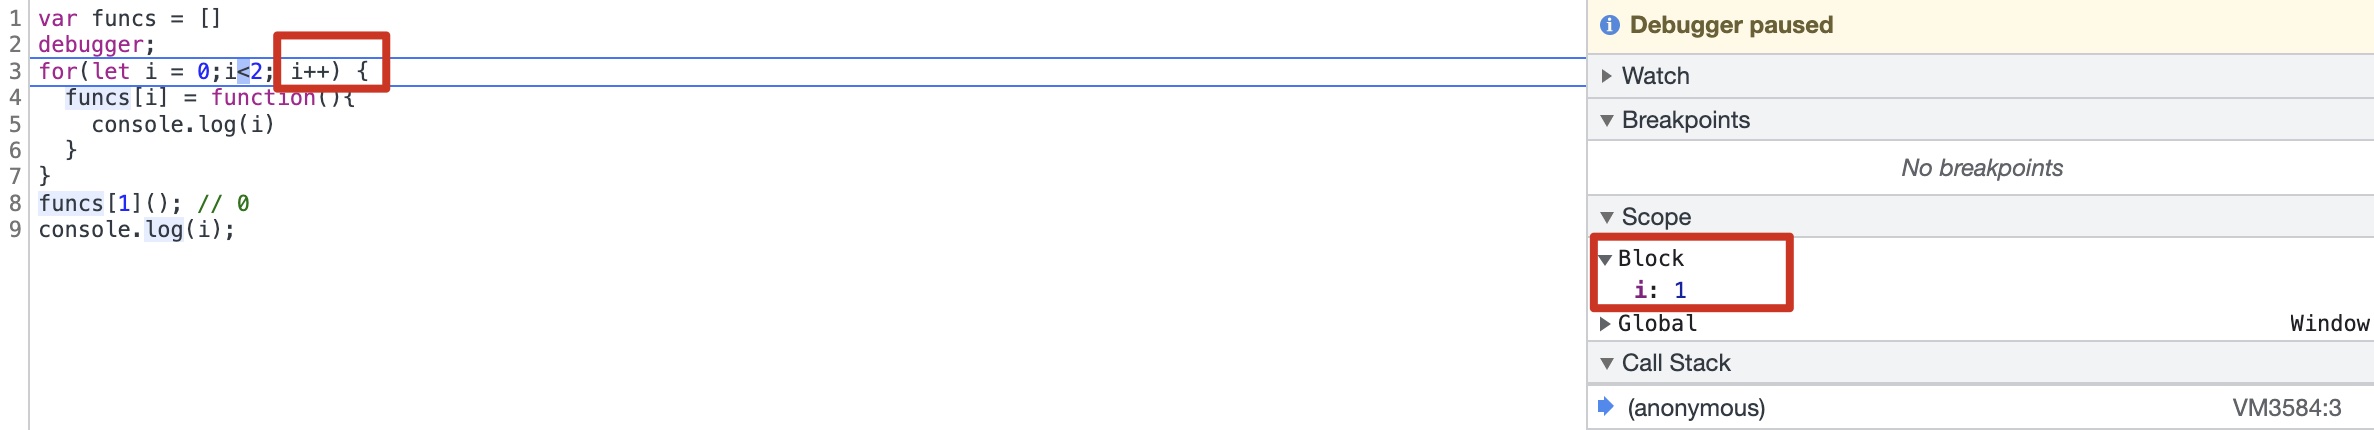 1 var funcs = []
2 debugger;
3 for(let i = 0;i<2; i++) {
4   funcs[i] = function(){
5     console.log(i)
6   }
7 }
8 funcs[1](); // 0
9 console.log(i);
Debugger paused
Watch
Breakpoints
No breakpoints
Scope
Block
i: 1
Global Window
Call Stack
(anonymous) VM3584:3